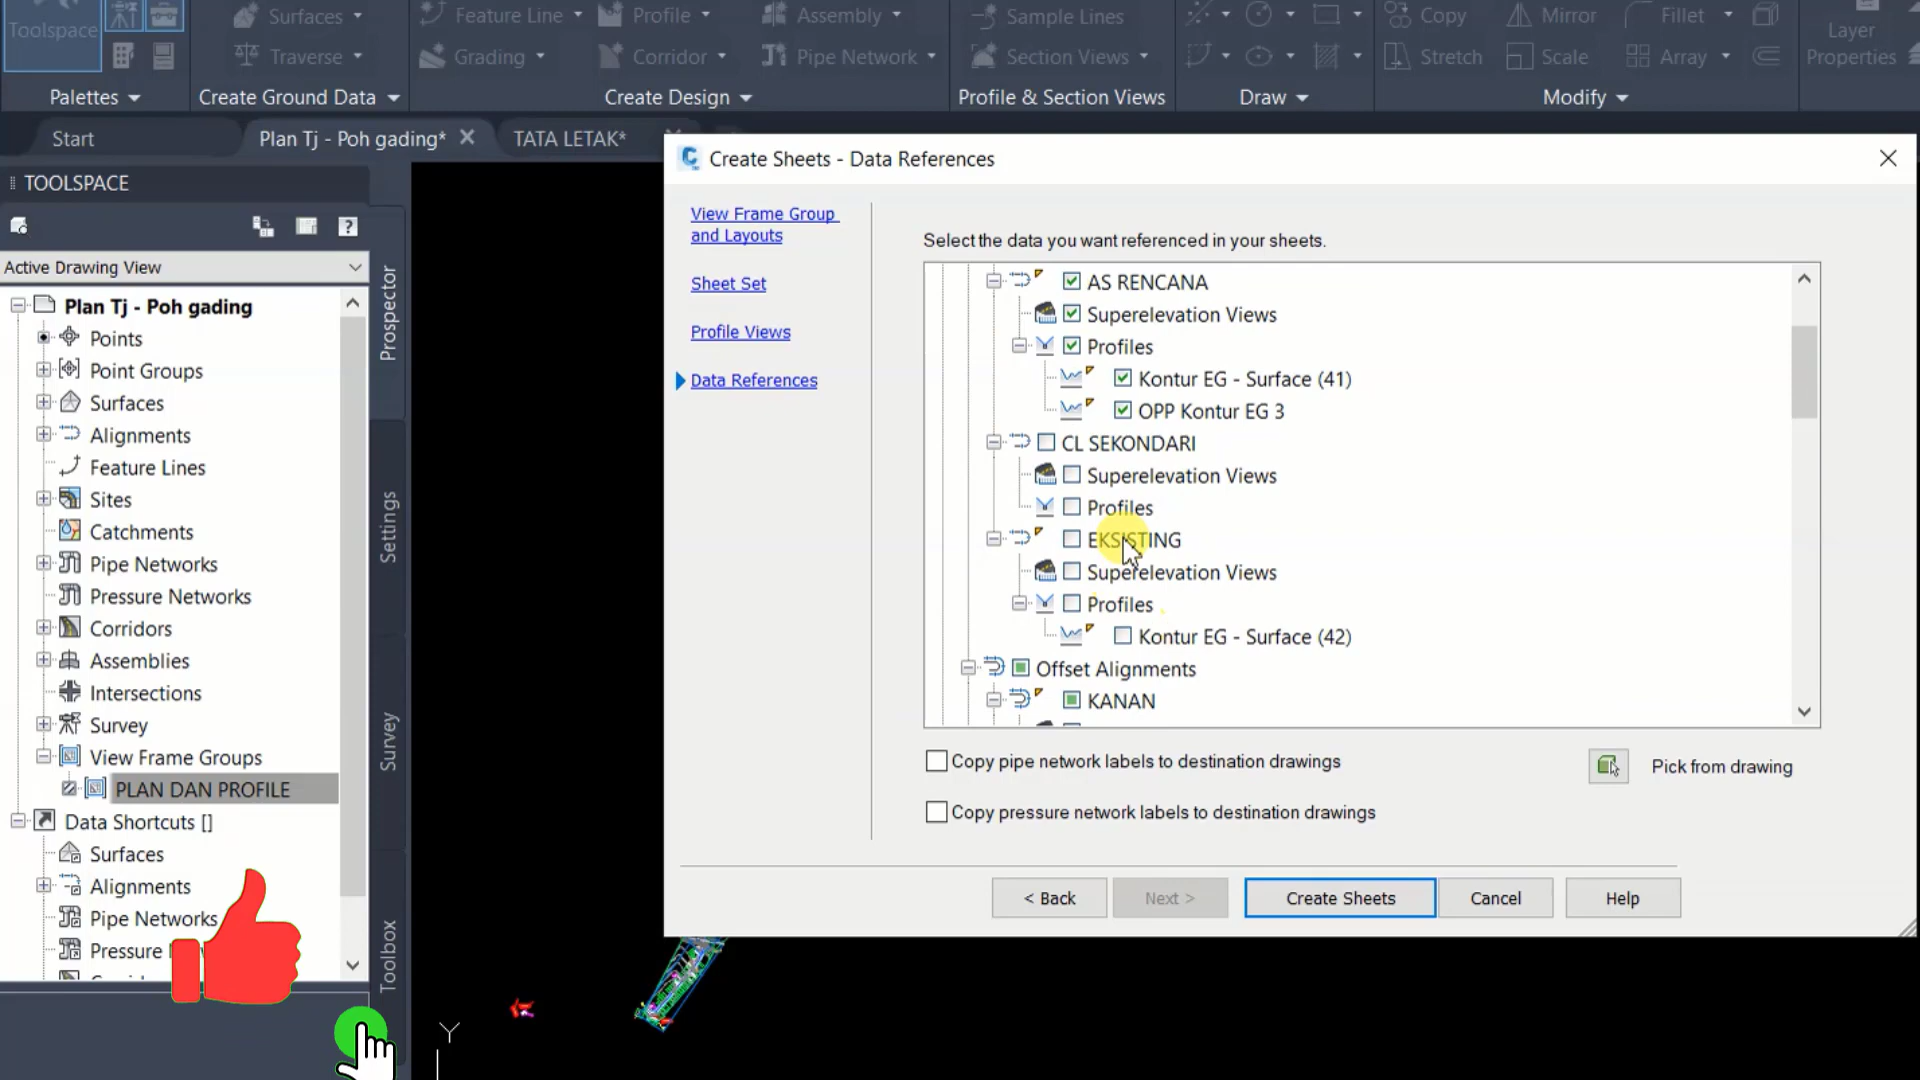 Toolspace
Surfaces
Traverse
Feature Line
Profile
Assembly
Grading
Corridor
Pipe Network
Sample Lines
Section Views
Copy
Mirror
Fillet
Stretch
Scale
Array
Layer
Properties
Palettes
Create Ground Data
Create Design
Profile & Section Views
Draw
Modify
Start
Plan Tj - Poh gading*
TATA LETAK*
TOOLSPACE
Active Drawing View
Plan Tj - Poh gading
Points
Point Groups
Surfaces
Alignments
Feature Lines
Sites
Catchments
Pipe Networks
Pressure Networks
Corridors
Assemblies
Intersections
Survey
View Frame Groups
PLAN DAN PROFILE
Data Shortcuts []
Surfaces
Alignments
Pipe Networks
Pressure
Prospector
Settings
Survey
Toolbox
Create Sheets - Data References
View Frame Group
and Layouts
Sheet Set
Profile Views
Data References
Select the data you want referenced in your sheets.
AS RENCANA
Superelevation Views
Profiles
Kontur EG - Surface (41)
OPP Kontur EG 3
CL SEKONDARI
Superelevation Views
Profiles
EKSISTING
Superelevation Views
Profiles
Kontur EG - Surface (42)
Offset Alignments
KANAN
Copy pipe network labels to destination drawings
Pick from drawing
Copy pressure network labels to destination drawings
< Back
Next >
Create Sheets
Cancel
Help
Y